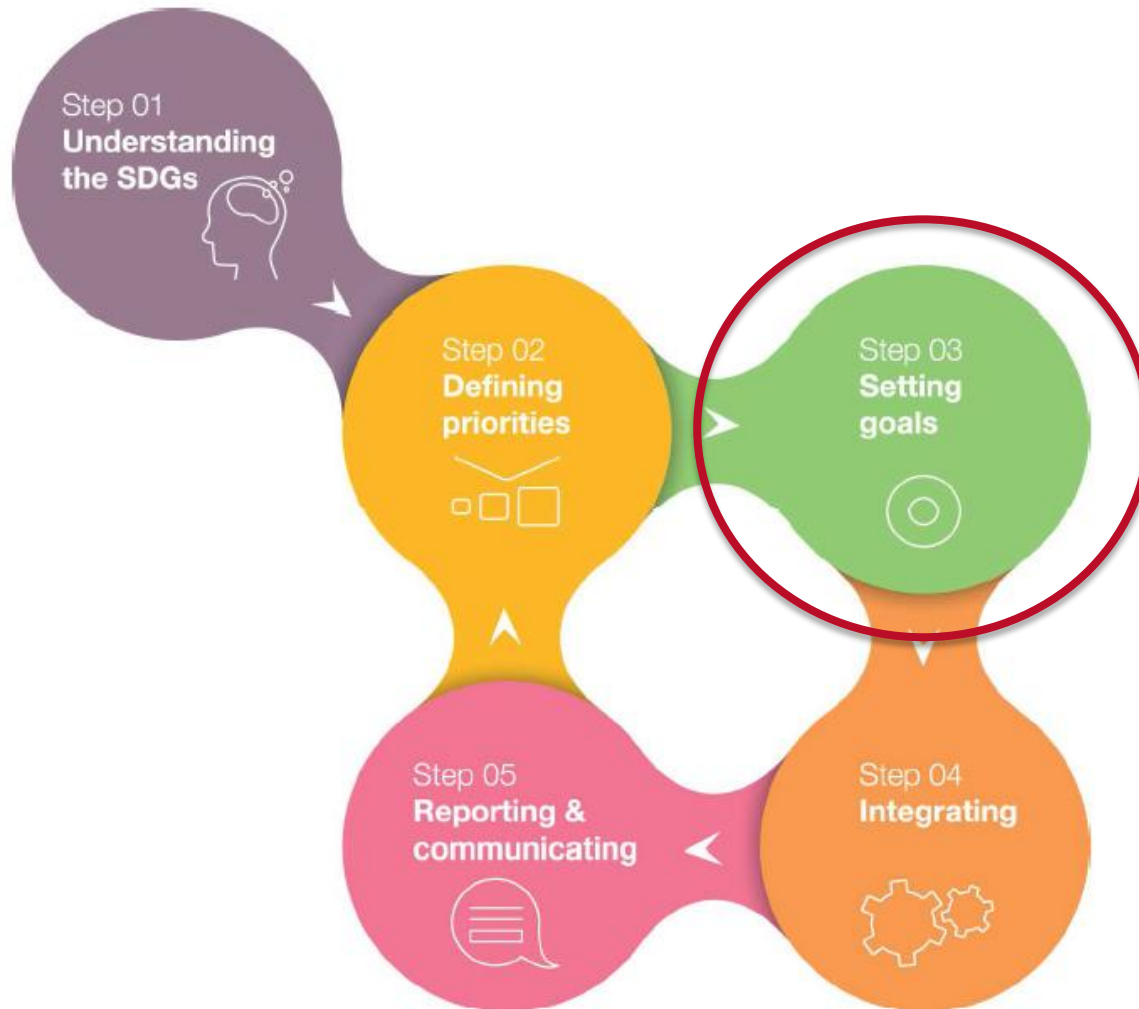 Step 01
Understanding
the SDGs
Step 02
Defining
priorities
Step 03
Setting
goals
Step 04
Integrating
Step 05
Reporting &
communicating